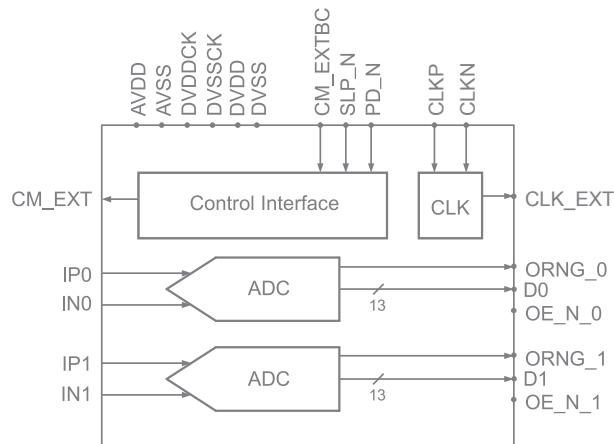 AVDD
AVSS
DVDDCK
DVSSCK
DVDD
DVSS
CM_EXTBC
SLP_N
PD_N
CLKP
CLKN
CM_EXT
Control Interface
CLK
CLK_EXT
IP0
IN0
ADC
13
ORNG_0
D0
OE_N_0
IP1
IN1
ADC
13
ORNG_1
D1
OE_N_1